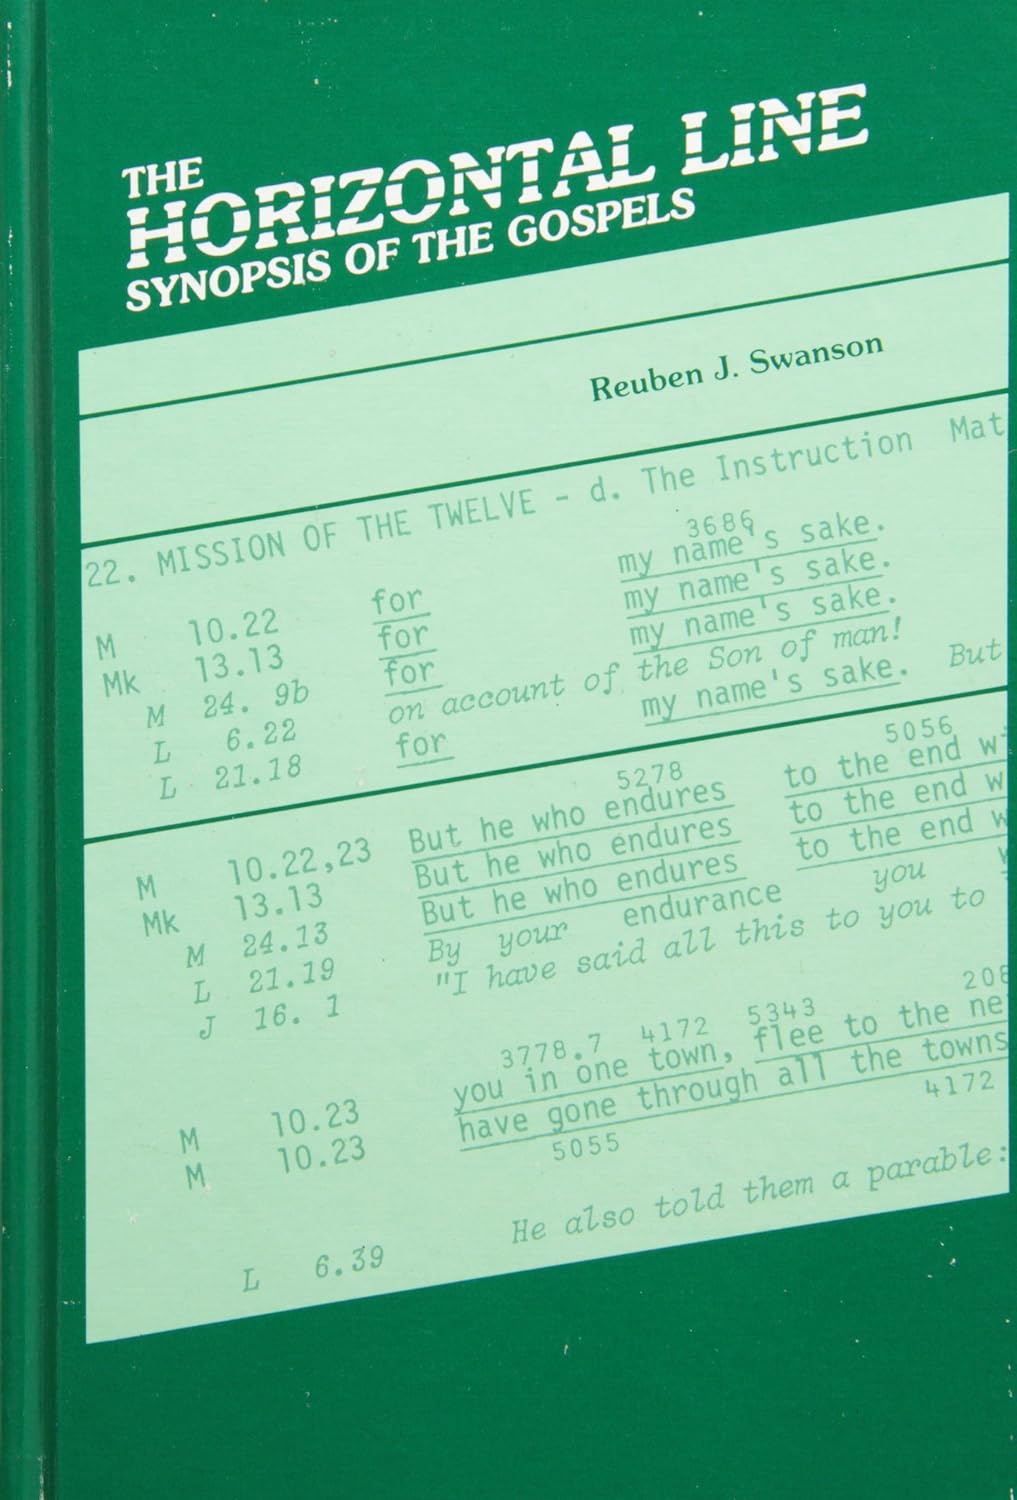 THE
HORIZONTAL LINE
SYNOPSIS OF THE GOSPELS
Reuben J. Swanson
22. MISSION OF THE TWELVE - d. The Instruction Mat
3686
M 10.22 for my name's sake.
Mk 13.13 for my name's sake.
M 24. 9b for my name's sake.
L 6.22 on account of the Son of man!
L 21.18 for my name's sake. But
5278 5056
M 10.22,23 But he who endures to the end w
Mk 13.13 But he who endures to the end w
M 24.13 But he who endures to the end w
L 21.19 By your endurance you
J 16. 1 "I have said all this to you to
3778.7 4172 5343 208
M 10.23 you in one town, flee to the ne
M 10.23 have gone through all the towns
5055 4172
L 6.39 He also told them a parable: